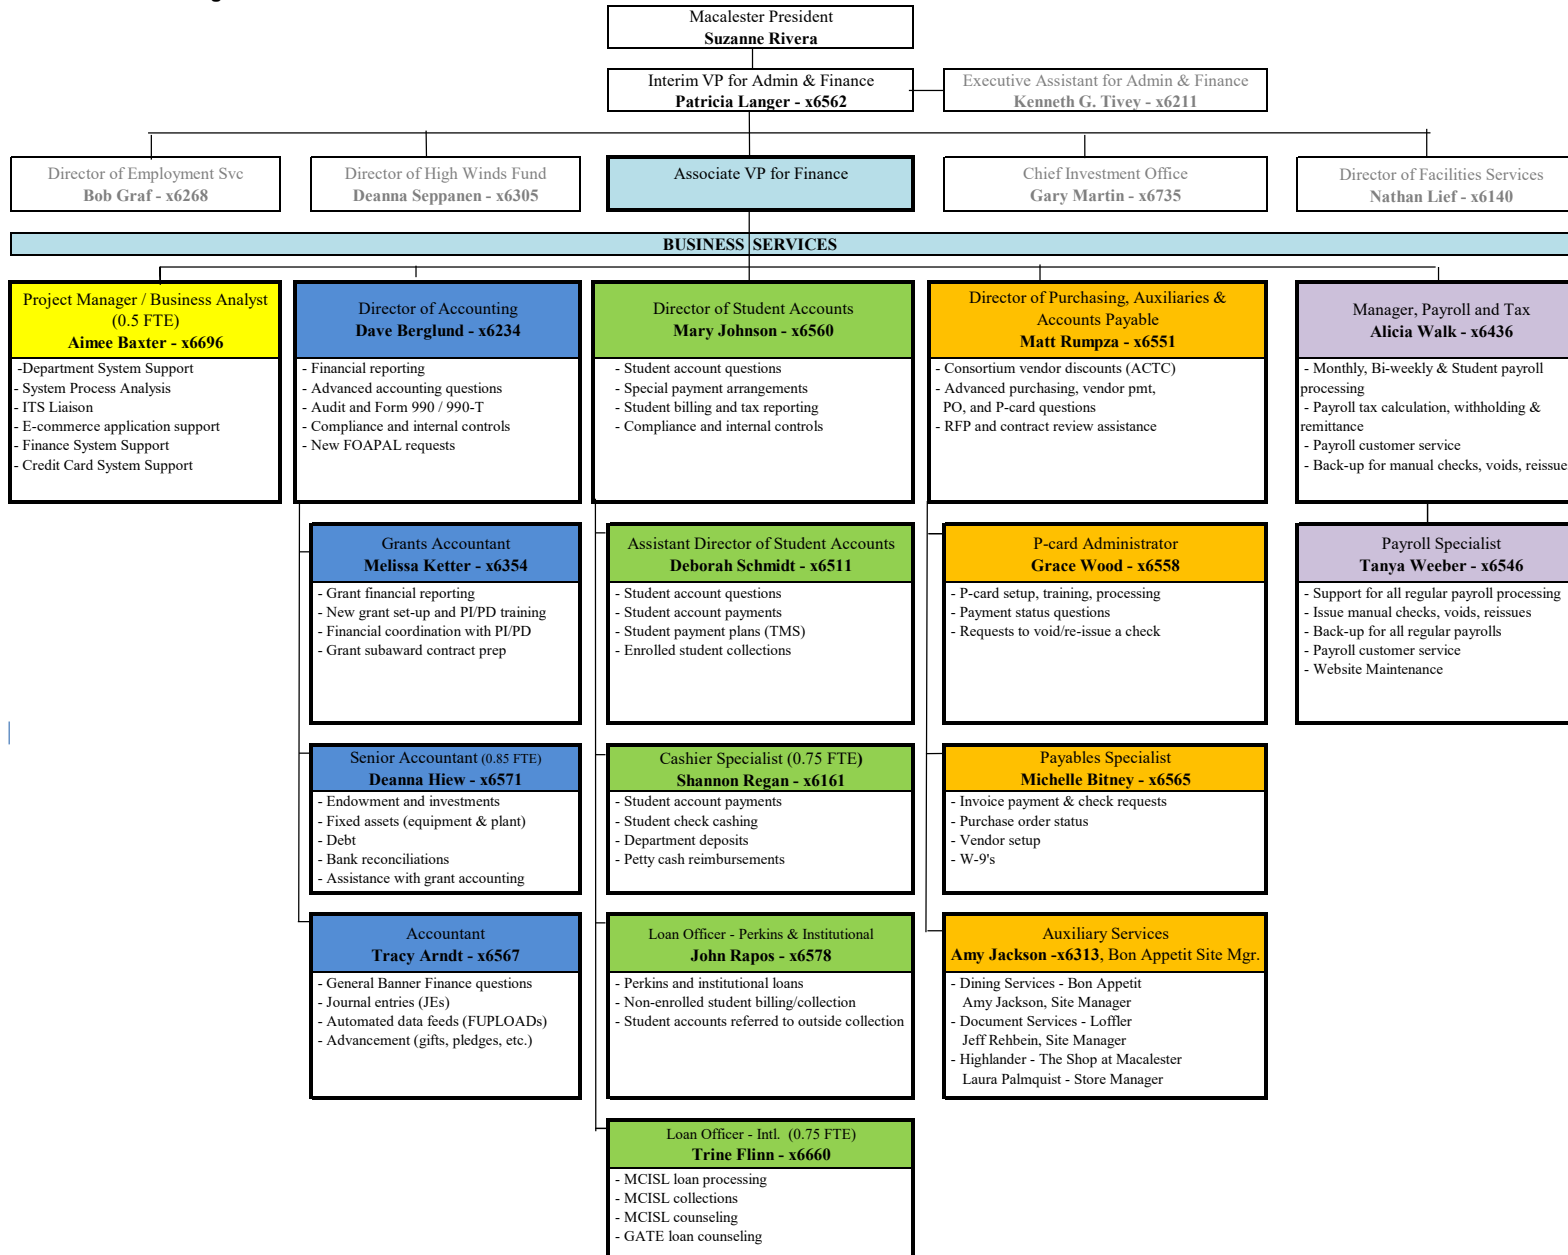 Macalester President
Suzanne Rivera
Interim VP for Admin & Finance
Patricia Langer - x6562
Executive Assistant for Admin & Finance
Kenneth G. Tivey - x6211
Director of Employment Svc
Bob Graf - x6268
Director of High Winds Fund
Deanna Seppanen - x6305
Associate VP for Finance
Chief Investment Office
Gary Martin - x6735
Director of Facilities Services
Nathan Lief - x6140
BUSINESS SERVICES
Project Manager / Business Analyst
(0.5 FTE)
Aimee Baxter - x6696
-Department System Support
- System Process Analysis
- ITS Liaison
- E-commerce application support
- Finance System Support
- Credit Card System Support
Director of Accounting
Dave Berglund - x6234
- Financial reporting
- Advanced accounting questions
- Audit and Form 990 / 990-T
- Compliance and internal controls
- New FOAPAL requests
Director of Student Accounts
Mary Johnson - x6560
- Student account questions
- Special payment arrangements
- Student billing and tax reporting
- Compliance and internal controls
Director of Purchasing, Auxiliaries &
Accounts Payable
Matt Rumpza - x6551
- Consortium vendor discounts (ACTC)
- Advanced purchasing, vendor pmt,
PO, and P-card questions
- RFP and contract review assistance
Manager, Payroll and Tax
Alicia Walk - x6436
- Monthly, Bi-weekly & Student payroll
processing
- Payroll tax calculation, withholding &
remittance
- Payroll customer service
- Back-up for manual checks, voids, reissue
Grants Accountant
Melissa Ketter - x6354
- Grant financial reporting
- New grant set-up and PI/PD training
- Financial coordination with PI/PD
- Grant subaward contract prep
Assistant Director of Student Accounts
Deborah Schmidt - x6511
- Student account questions
- Student account payments
- Student payment plans (TMS)
- Enrolled student collections
P-card Administrator
Grace Wood - x6558
- P-card setup, training, processing
- Payment status questions
- Requests to void/re-issue a check
Payroll Specialist
Tanya Weeber - x6546
- Support for all regular payroll processing
- Issue manual checks, voids, reissues
- Back-up for all regular payrolls
- Payroll customer service
- Website Maintenance
Senior Accountant (0.85 FTE)
Deanna Hiew - x6571
- Endowment and investments
- Fixed assets (equipment & plant)
- Debt
- Bank reconciliations
- Assistance with grant accounting
Cashier Specialist (0.75 FTE)
Shannon Regan - x6161
- Student account payments
- Student check cashing
- Department deposits
- Petty cash reimbursements
Payables Specialist
Michelle Bitney - x6565
- Invoice payment & check requests
- Purchase order status
- Vendor setup
- W-9's
Accountant
Tracy Arndt - x6567
- General Banner Finance questions
- Journal entries (JEs)
- Automated data feeds (FUPLOADs)
- Advancement (gifts, pledges, etc.)
Loan Officer - Perkins & Institutional
John Rapos - x6578
- Perkins and institutional loans
- Non-enrolled student billing/collection
- Student accounts referred to outside collection
Auxiliary Services
Amy Jackson -x6313, Bon Appetit Site Mgr.
- Dining Services - Bon Appetit
Amy Jackson, Site Manager
- Document Services - Loffler
Jeff Rehbein, Site Manager
- Highlander - The Shop at Macalester
Laura Palmquist - Store Manager
Loan Officer - Intl. (0.75 FTE)
Trine Flinn - x6660
- MCISL loan processing
- MCISL collections
- MCISL counseling
- GATE loan counseling